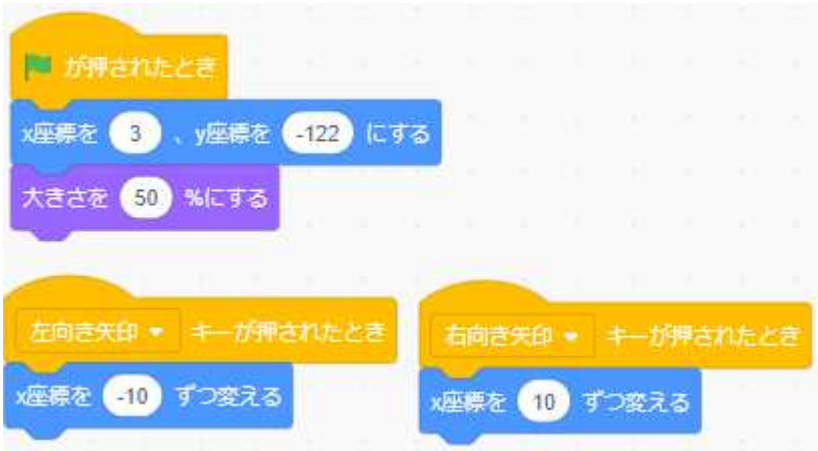 が押されたとき
x座標を 3 、y座標を -122 にする
大きさを 50 %にする
左向き矢印 キーが押されたとき
x座標を -10 ずつ変える
右向き矢印 キーが押されたとき
x座標を 10 ずつ変える